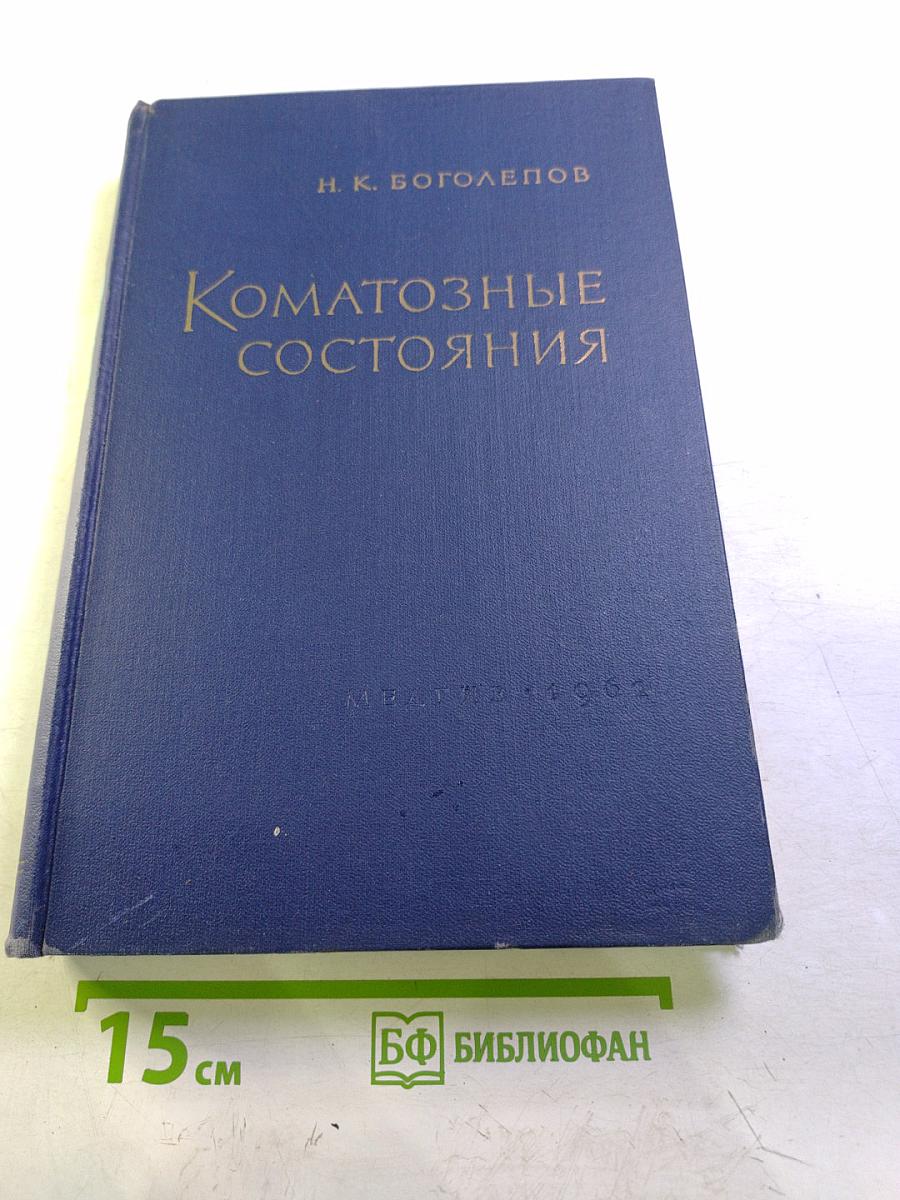 Н. К. БОГОЛЕПОВ
КОМАТОЗНЫЕ
СОСТОЯНИЯ
МЕДГИЗ · 1962
15 см
БФ БИБЛИОФАН